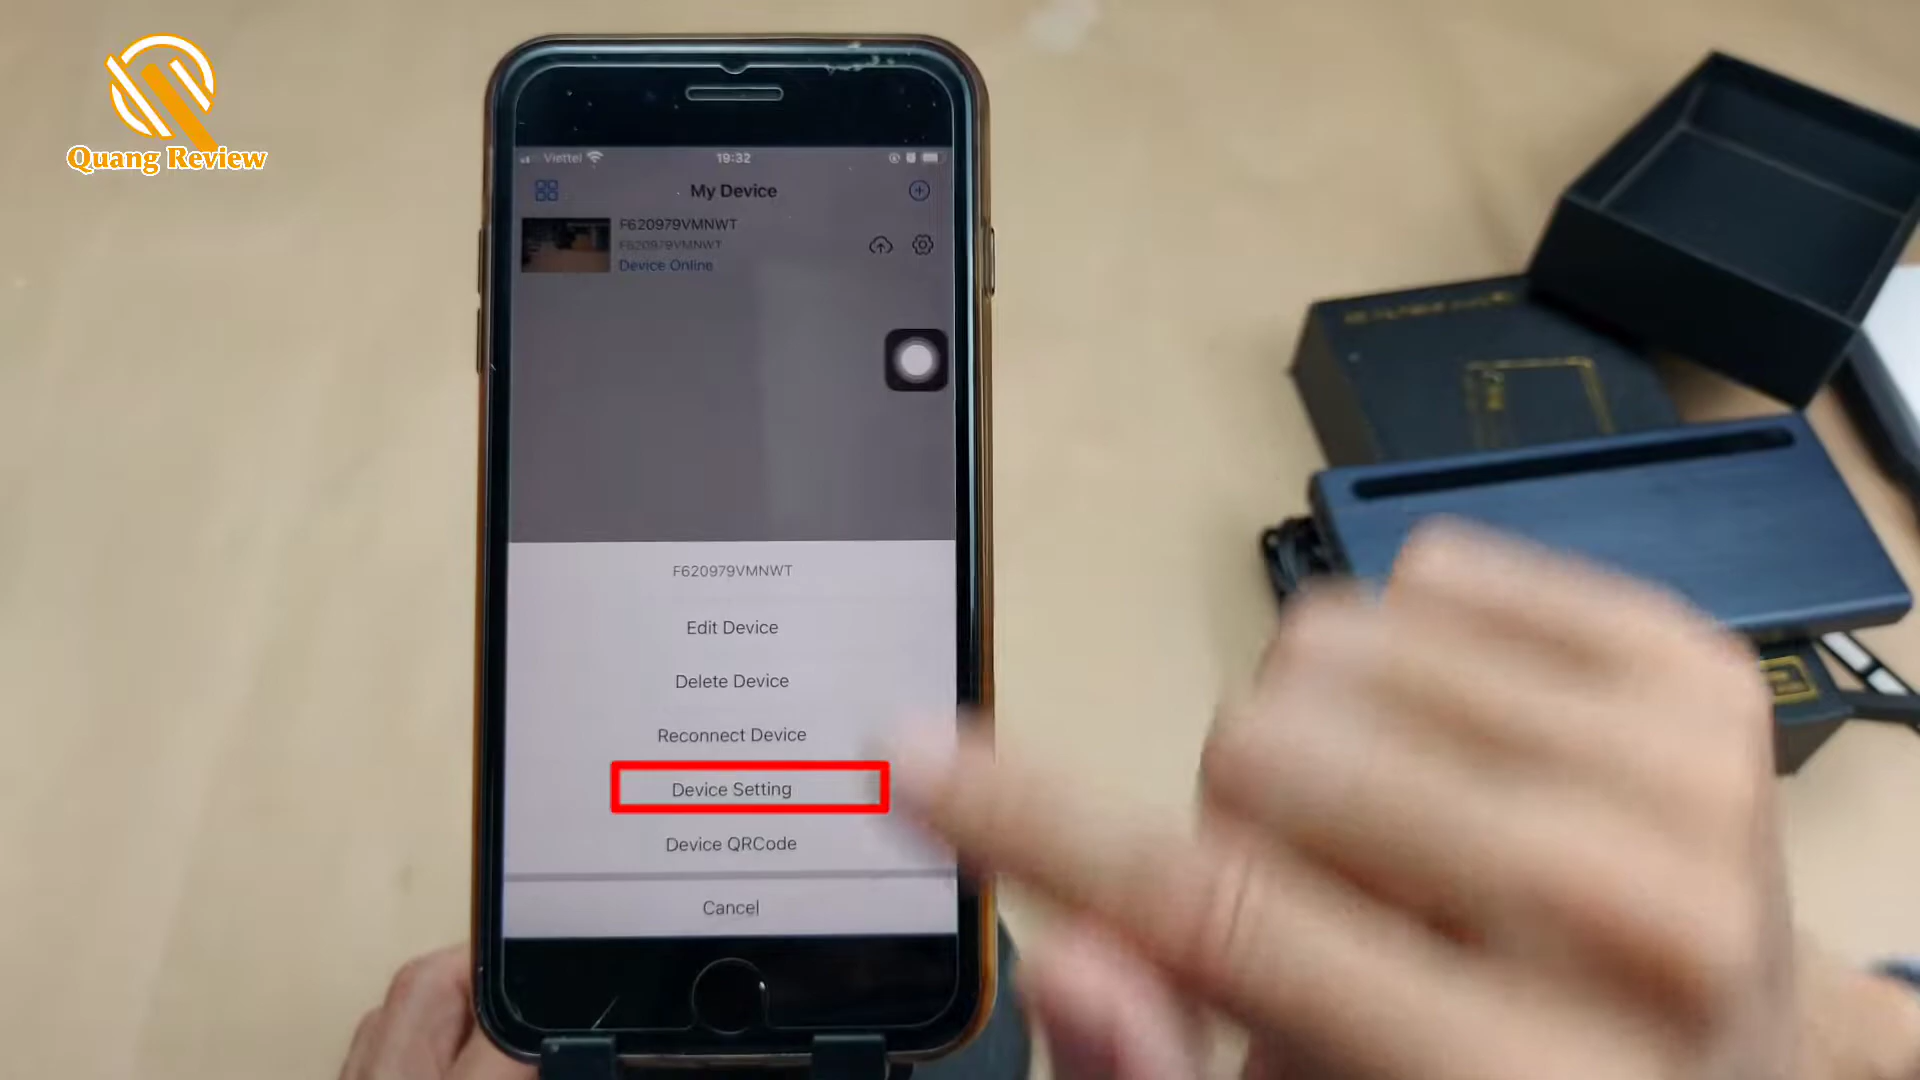 Quang Review
Viettel
19:32
My Device
F620979VMNWT
F620979VMNWT
Device Online
F620979VMNWT
Edit Device
Delete Device
Reconnect Device
Device Setting
Device QRCode
Cancel